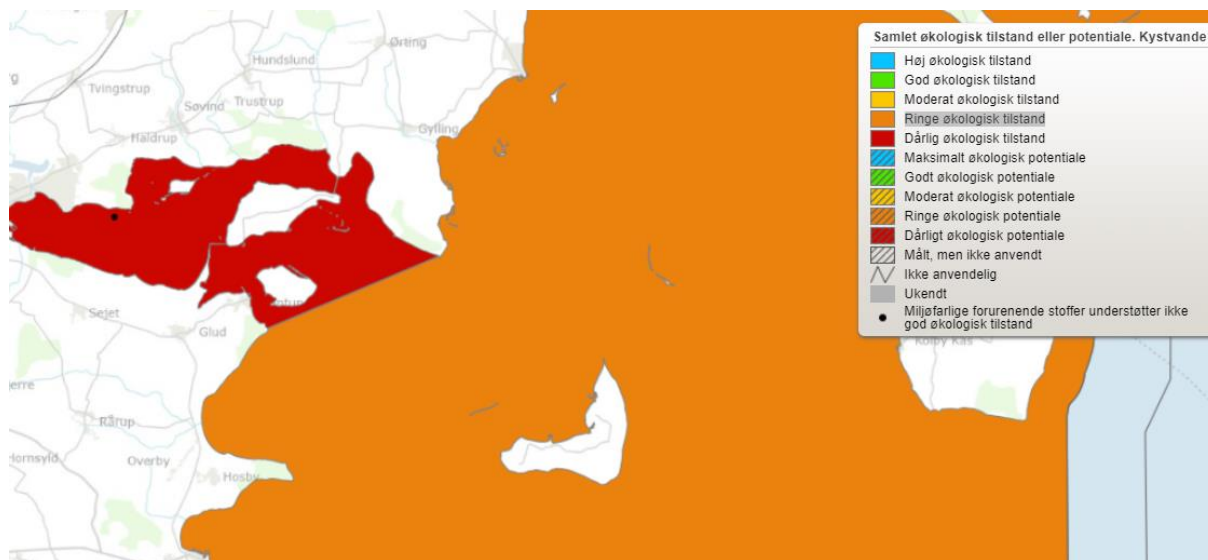 Samlet økologisk tilstand eller potentiale. Kystvande
Høj økologisk tilstand
God økologisk tilstand
Moderat økologisk tilstand
Ringe økologisk tilstand
Dårlig økologisk tilstand
Maksimalt økologisk potentiale
Godt økologisk potentiale
Moderat økologisk potentiale
Ringe økologisk potentiale
Dårligt økologisk potentiale
Målt, men ikke anvendt
Ikke anvendelig
Ukendt
Miljøfarlige forurenende stoffer understøtter ikke
god økologisk tilstand
Ørting
Hundslund
Tvingstrup
Trustrup
Søvind
Gylling
Haldrup
Sejet
Glud
Kolby Kås
Rårup
Overby
Hosby